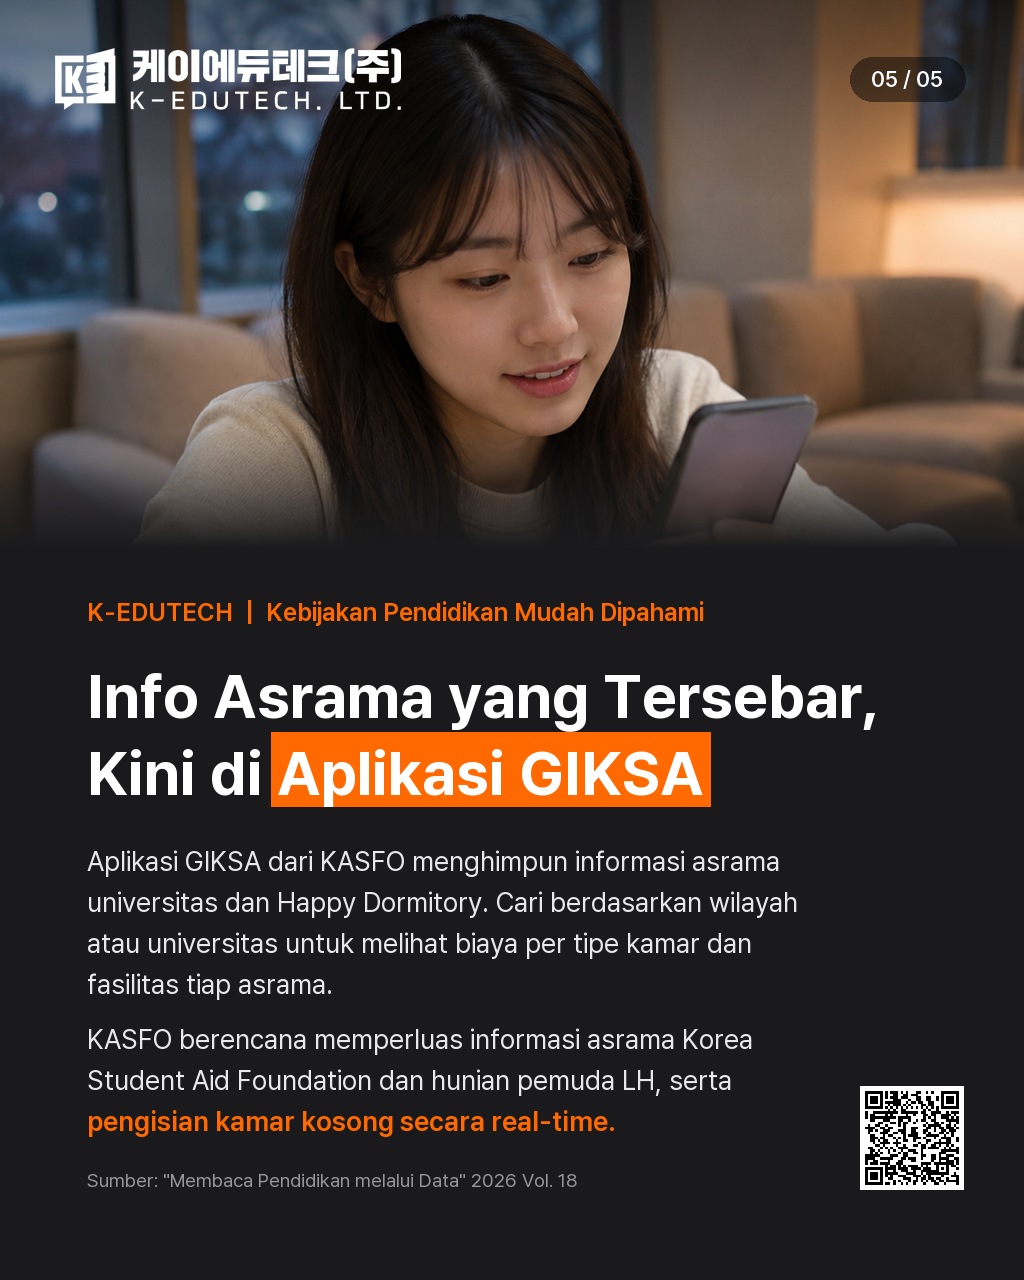 케이에듀테크(주)
K-EDUTECH. LTD.
05 / 05
K-EDUTECH | Kebijakan Pendidikan Mudah Dipahami
Info Asrama yang Tersebar,
Kini di Aplikasi GIKSA
Aplikasi GIKSA dari KASFO menghimpun informasi asrama
universitas dan Happy Dormitory. Cari berdasarkan wilayah
atau universitas untuk melihat biaya per tipe kamar dan
fasilitas tiap asrama.
KASFO berencana memperluas informasi asrama Korea
Student Aid Foundation dan hunian pemuda LH, serta
pengisian kamar kosong secara real-time.
Sumber: "Membaca Pendidikan melalui Data" 2026 Vol. 18